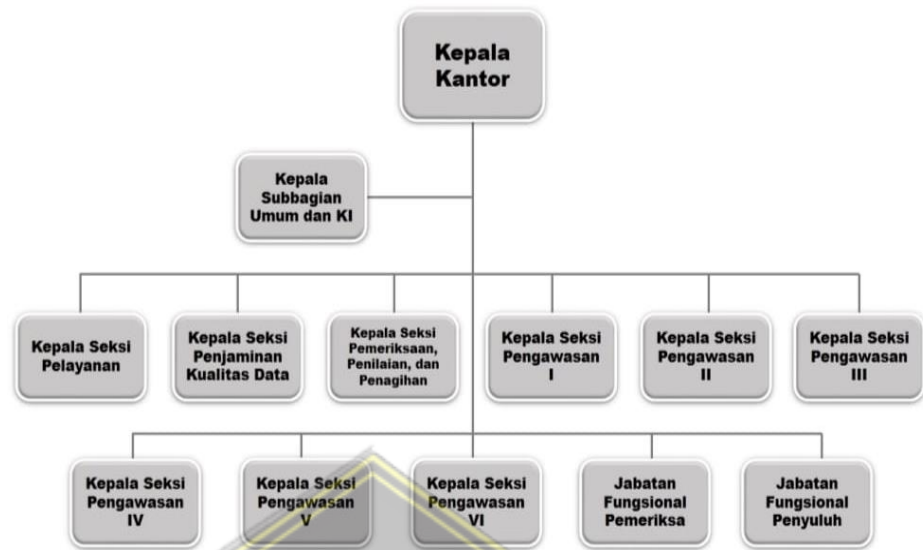 Kepala
Kantor
Kepala
Subbagian
Umum dan KI
Kepala Seksi
Pelayanan
Kepala Seksi
Penjaminan
Kualitas Data
Kepala Seksi
Pemeriksaan,
Penilaian, dan
Penagihan
Kepala Seksi
Pengawasan
I
Kepala Seksi
Pengawasan
II
Kepala Seksi
Pengawasan
III
Kepala Seksi
Pengawasan
IV
Kepala Seksi
Pengawasan
V
Kepala Seksi
Pengawasan
VI
Jabatan
Fungsional
Pemeriksa
Jabatan
Fungsional
Penyuluh